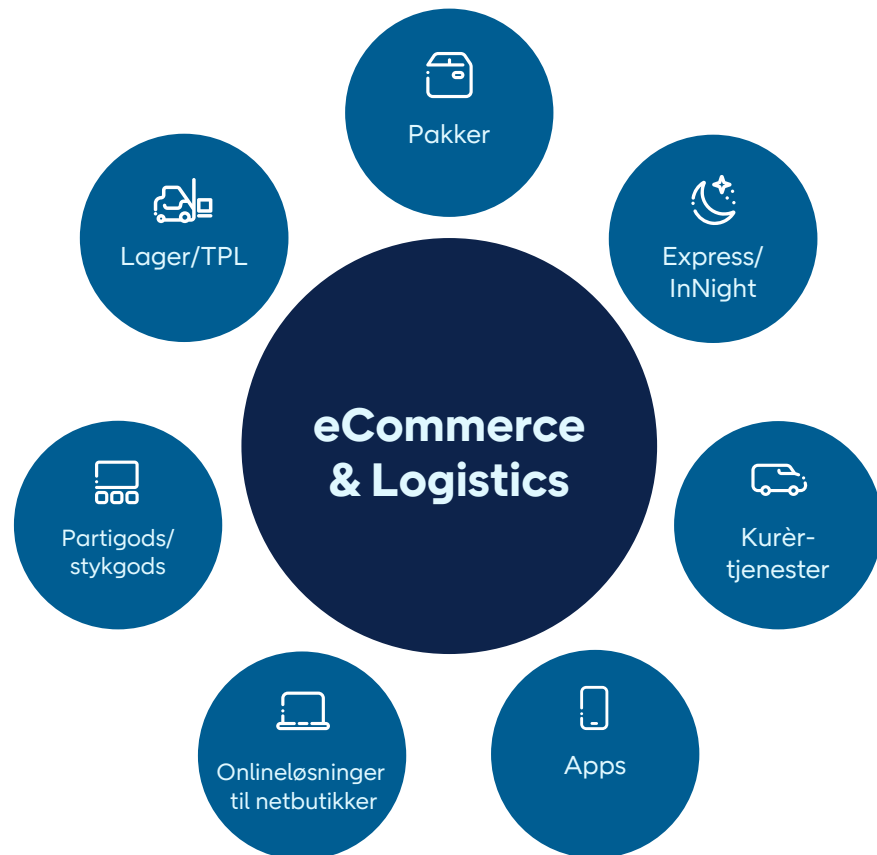 Pakker
Lager/TPL
Express/
InNight
eCommerce
& Logistics
Partigods/
stykgods
Kurèr-
tjenester
Onlineløsninger
til netbutikker
Apps